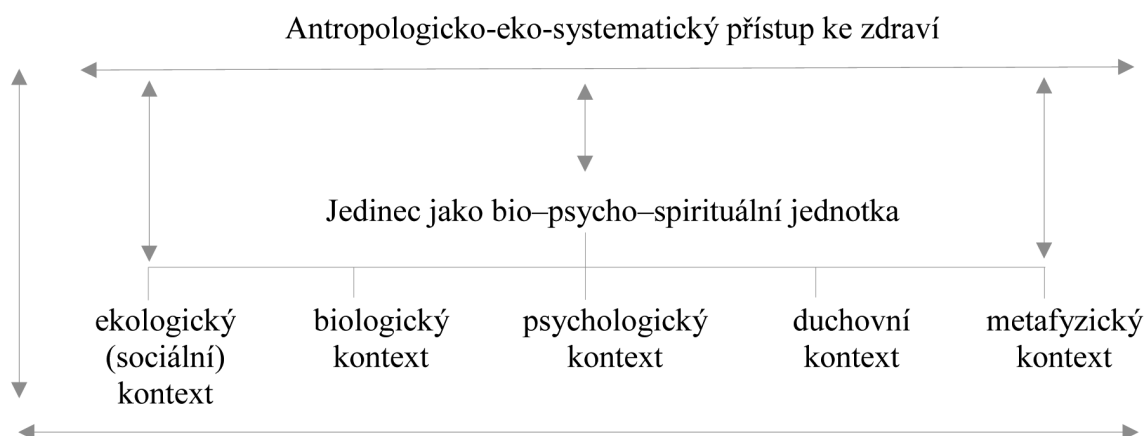 Antropologicko-eko-systematický přístup ke zdraví
Jedinec jako bio–psycho–spirituální jednotka
ekologický
(sociální)
kontext
biologický
kontext
psychologický
kontext
duchovní
kontext
metafyzický
kontext